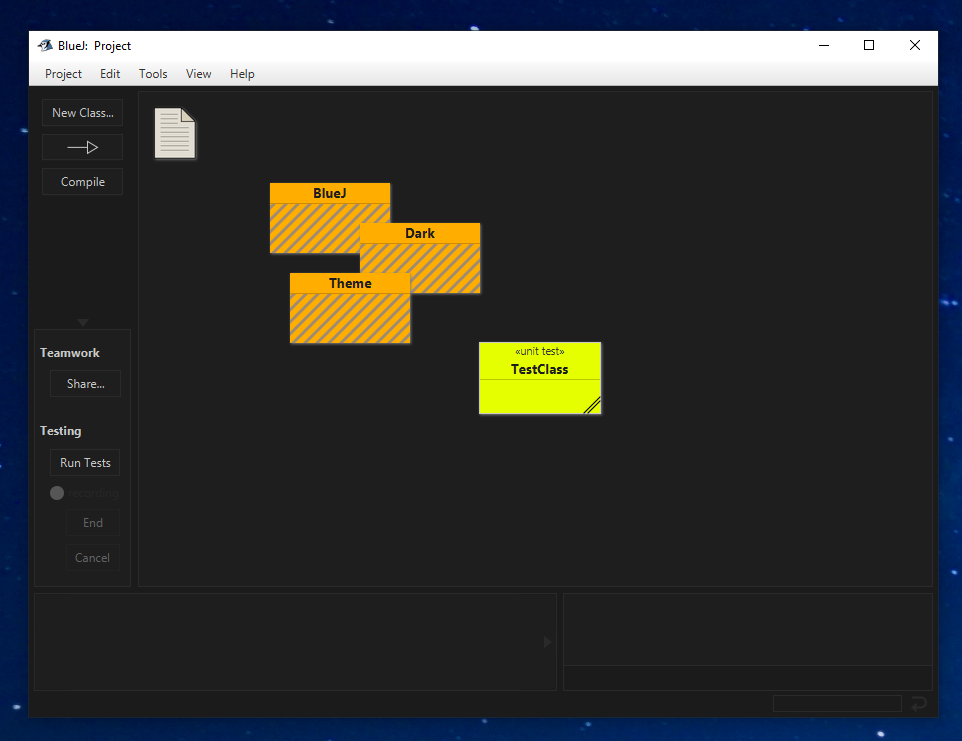 BlueJ: Project
Project Edit Tools View Help
New Class...
Compile
BlueJ
Dark
Theme
«unit test»
TestClass
Teamwork
Share...
Testing
Run Tests
recording
End
Cancel